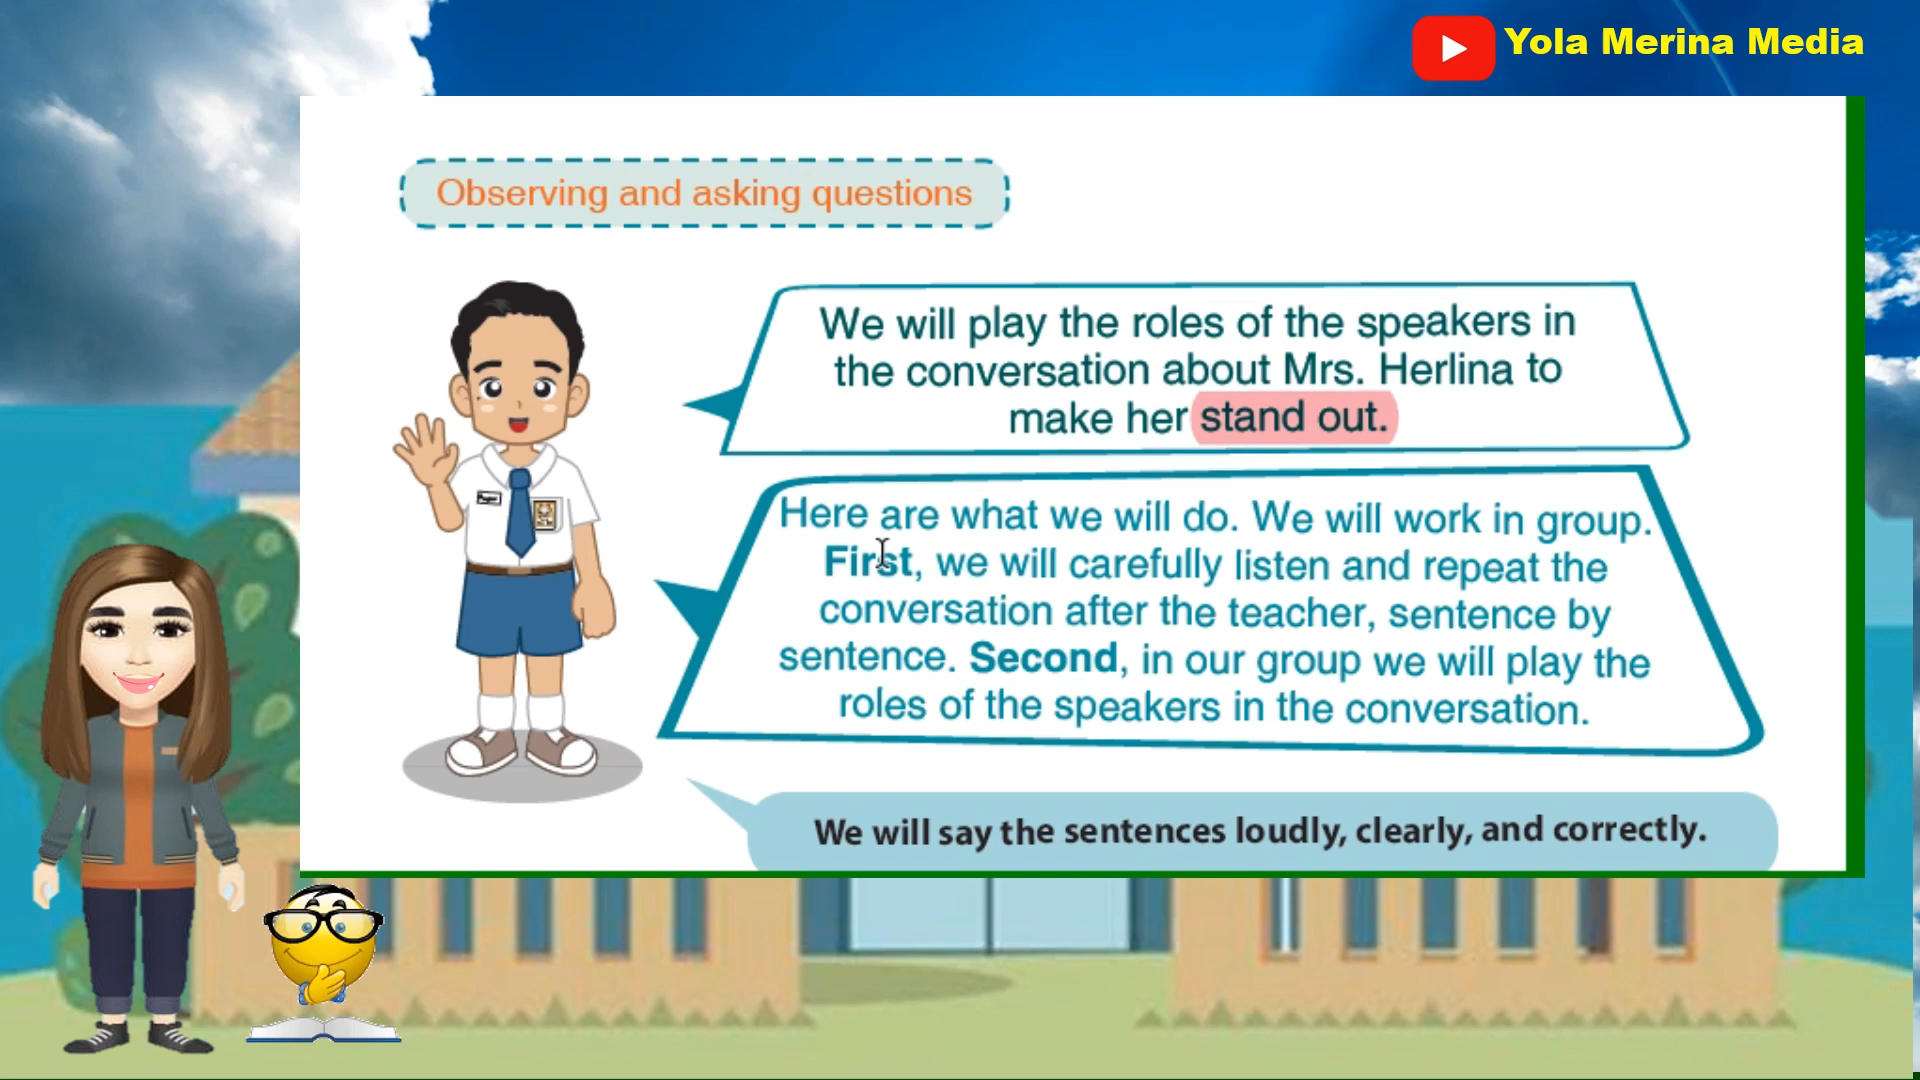 Yola Merina Media
Observing and asking questions
We will play the roles of the speakers in
the conversation about Mrs. Herlina to
make her stand out.
Here are what we will do. We will work in group.
First, we will carefully listen and repeat the
conversation after the teacher, sentence by
sentence. Second, in our group we will play the
roles of the speakers in the conversation.
We will say the sentences loudly, clearly, and correctly.